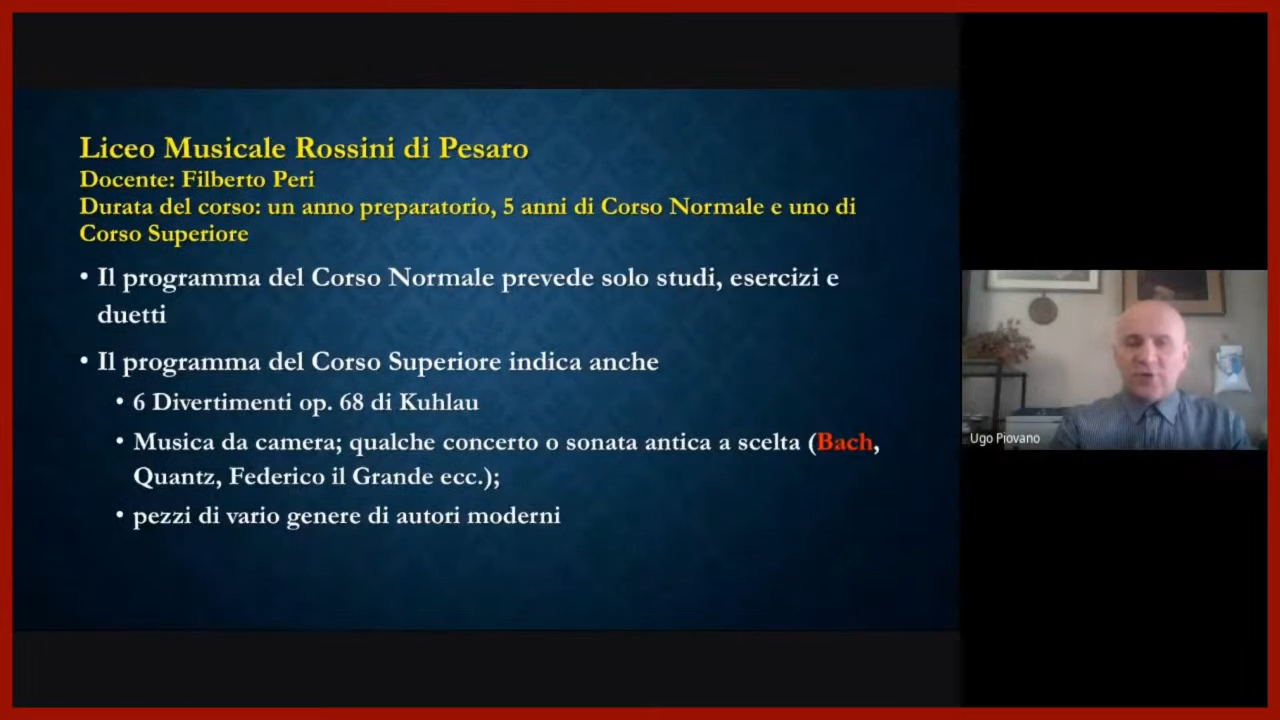 Liceo Musicale Rossini di Pesaro
Docente: Filberto Peri
Durata del corso: un anno preparatorio, 5 anni di Corso Normale e uno di
Corso Superiore
• Il programma del Corso Normale prevede solo studi, esercizi e
duetti
• Il programma del Corso Superiore indica anche
• 6 Divertimenti op. 68 di Kuhlau
• Musica da camera; qualche concerto o sonata antica a scelta (Bach,
Quantz, Federico il Grande ecc.);
• pezzi di vario genere di autori moderni
Ugo Piovano